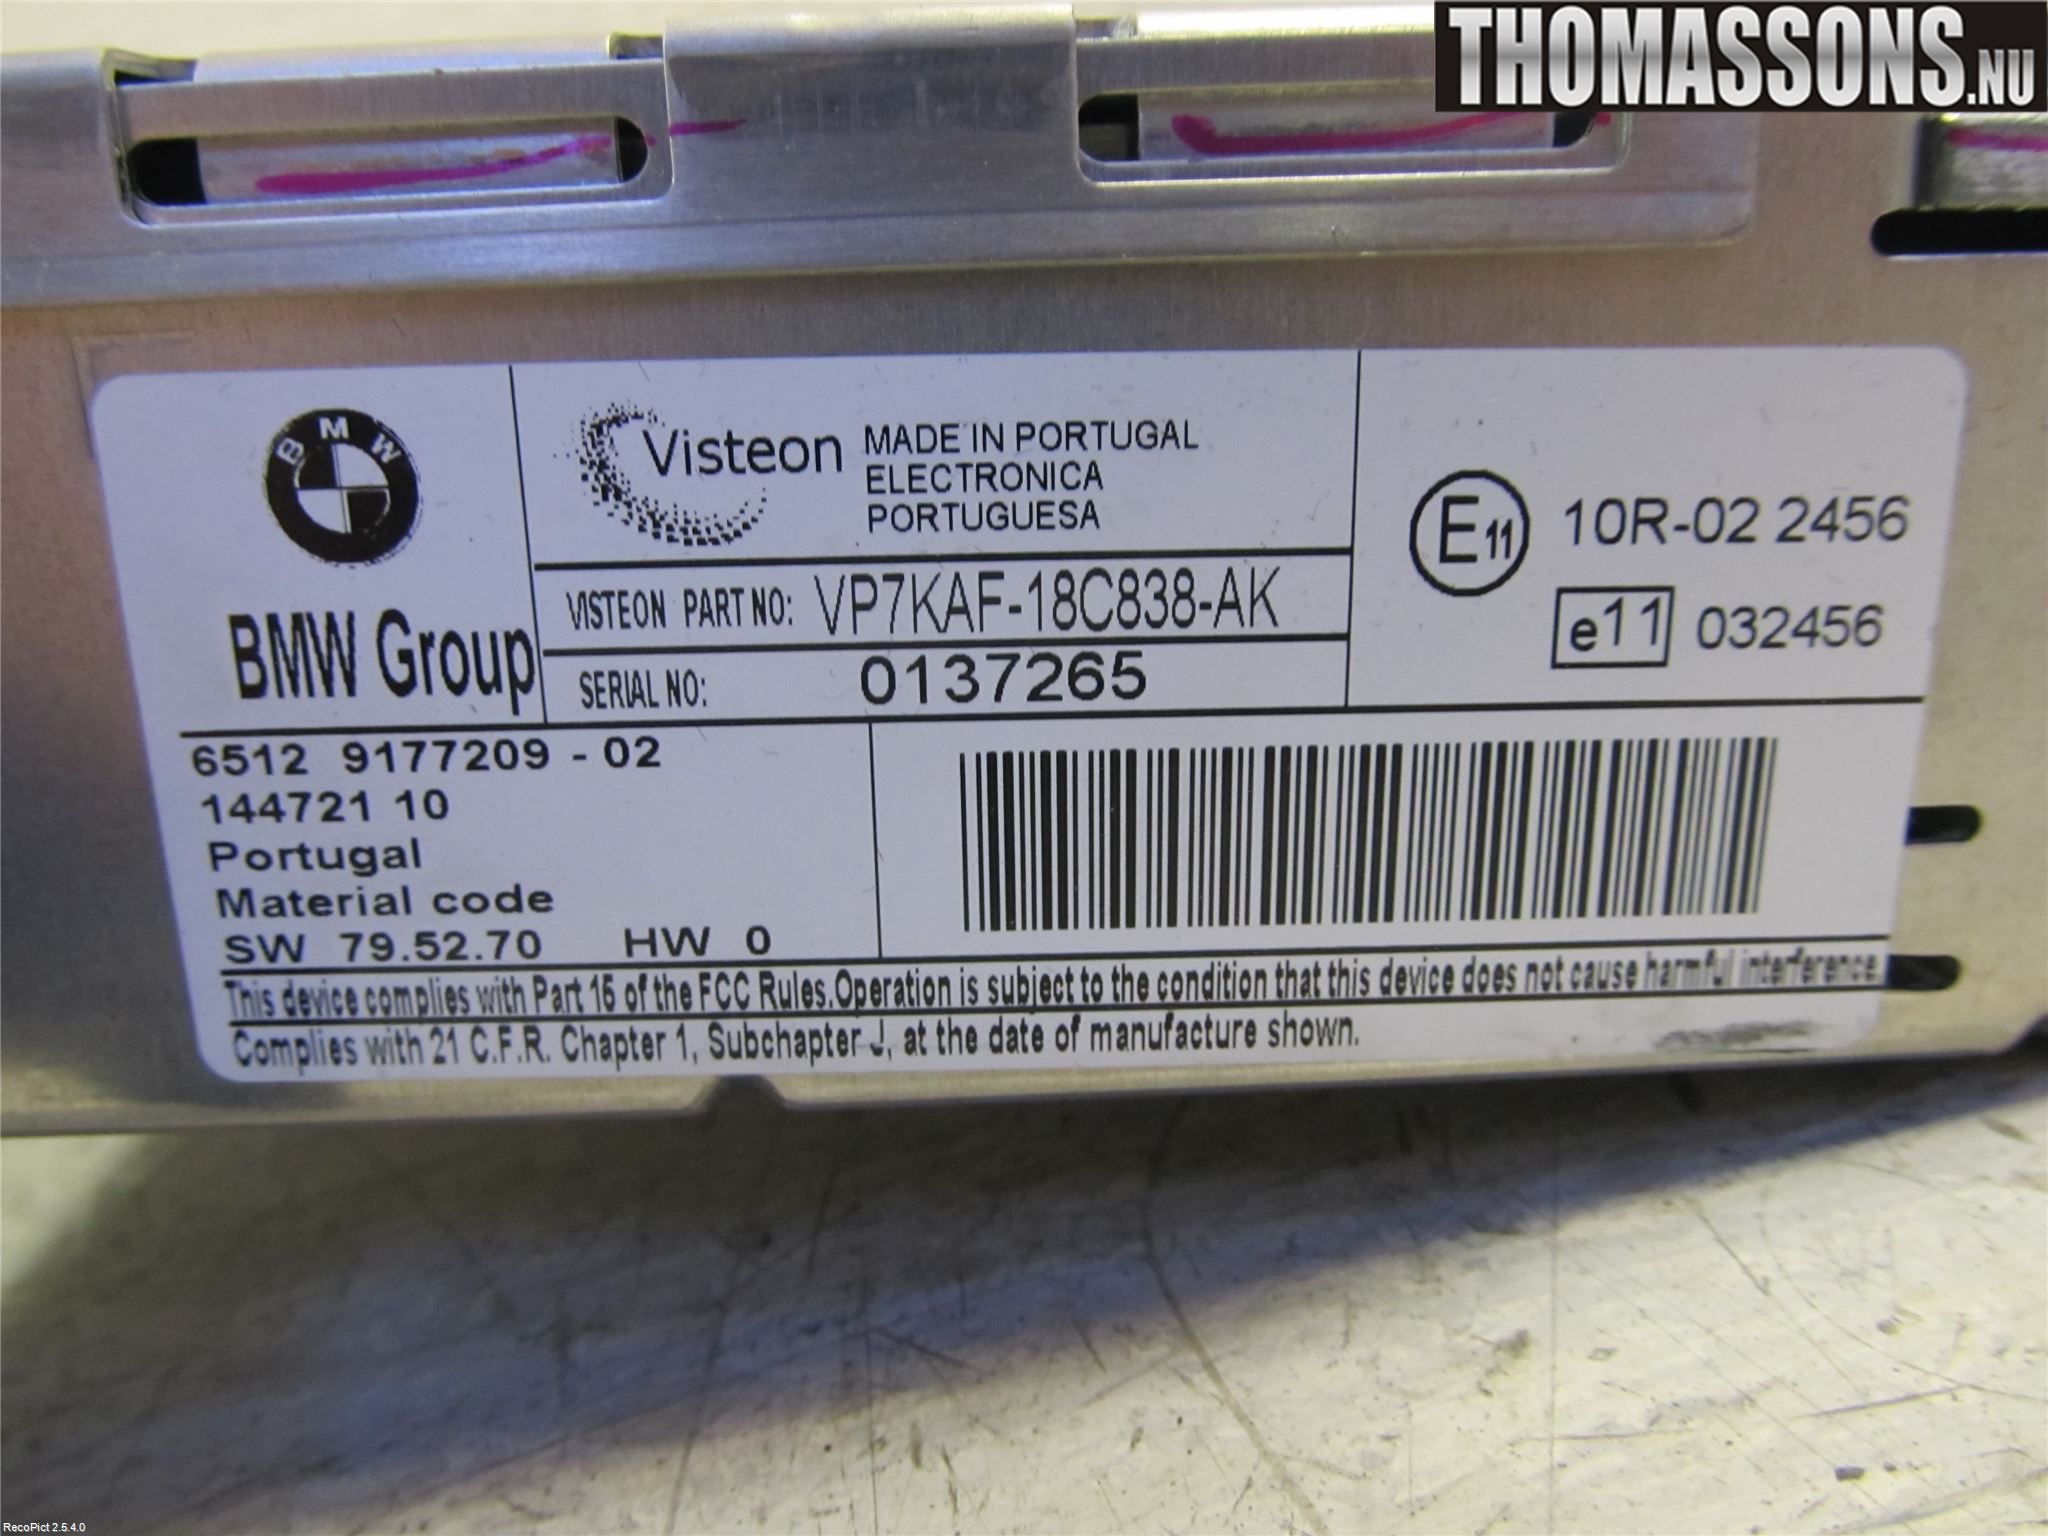 THOMASSONS.NU
BMW
BMW Group
Visteon
MADE IN PORTUGAL
ELECTRONICA
PORTUGUESA
VISTEON PART NO: VP7KAF-18C838-AK
SERIAL NO: 0137265
E11 10R-02 2456
e11 032456
6512 9177209 - 02
144721 10
Portugal
Material code
SW 79.52.70 HW 0
This device complies with Part 15 of the FCC Rules.Operation is subject to the condition that this device does not cause harmful interference.
Complies with 21 C.F.R. Chapter 1, Subchapter J, at the date of manufacture shown.
RecoPict 2.5.4.0